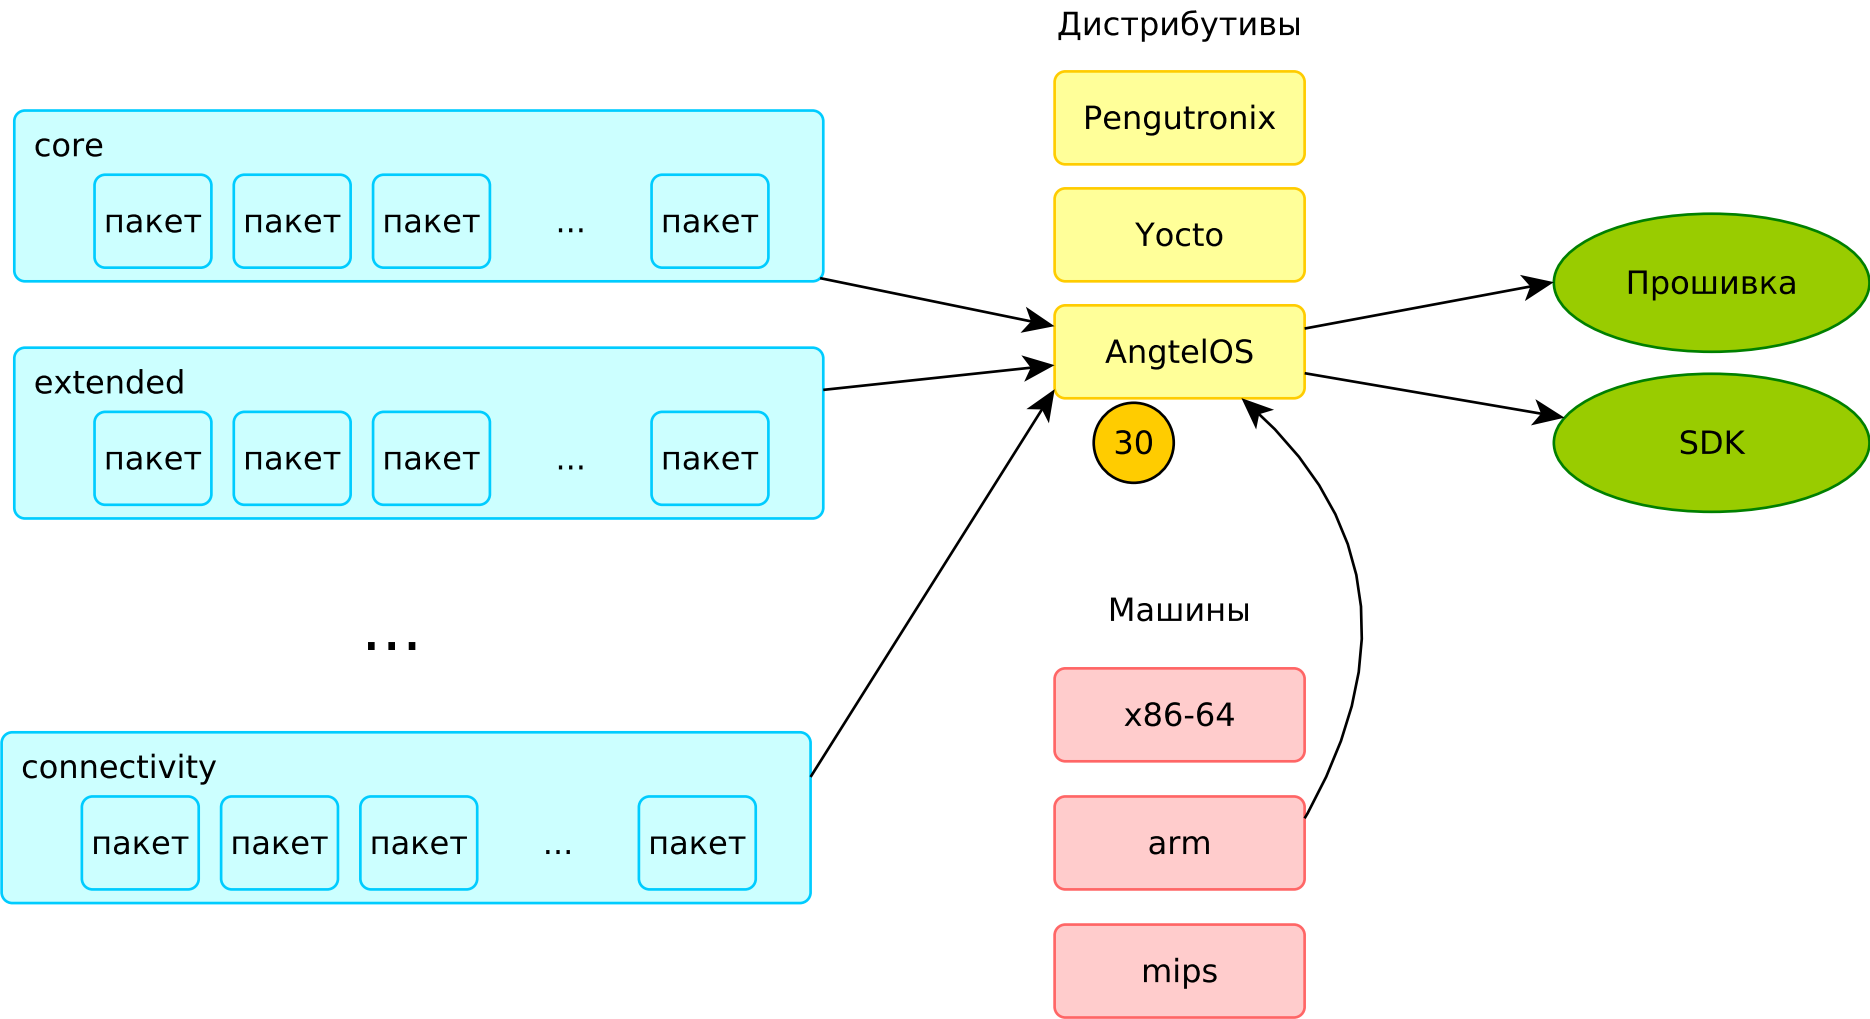 Дистрибутивы
Pengutronix
Yocto
AngtelOS
30
core
пакет пакет пакет ... пакет
extended
пакет пакет пакет ... пакет
...
connectivity
пакет пакет пакет ... пакет
Машины
x86-64
arm
mips
Прошивка
SDK